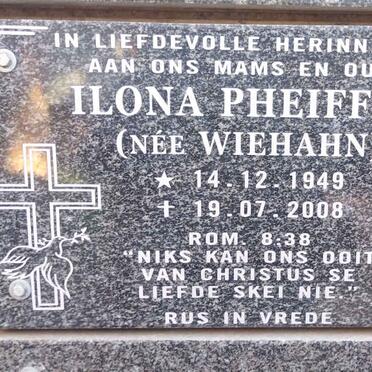 IN LIEFDEVOLLE HERINN
AAN ONS MAMS EN OU
ILONA PHEIFF
(NÉE WIEHAHN
★ 14.12.1949
✝ 19.07.2008
ROM. 8:38
"NIKS KAN ONS OOIT
VAN CHRISTUS SE
LIEFDE SKEI NIE."
RUS IN VREDE